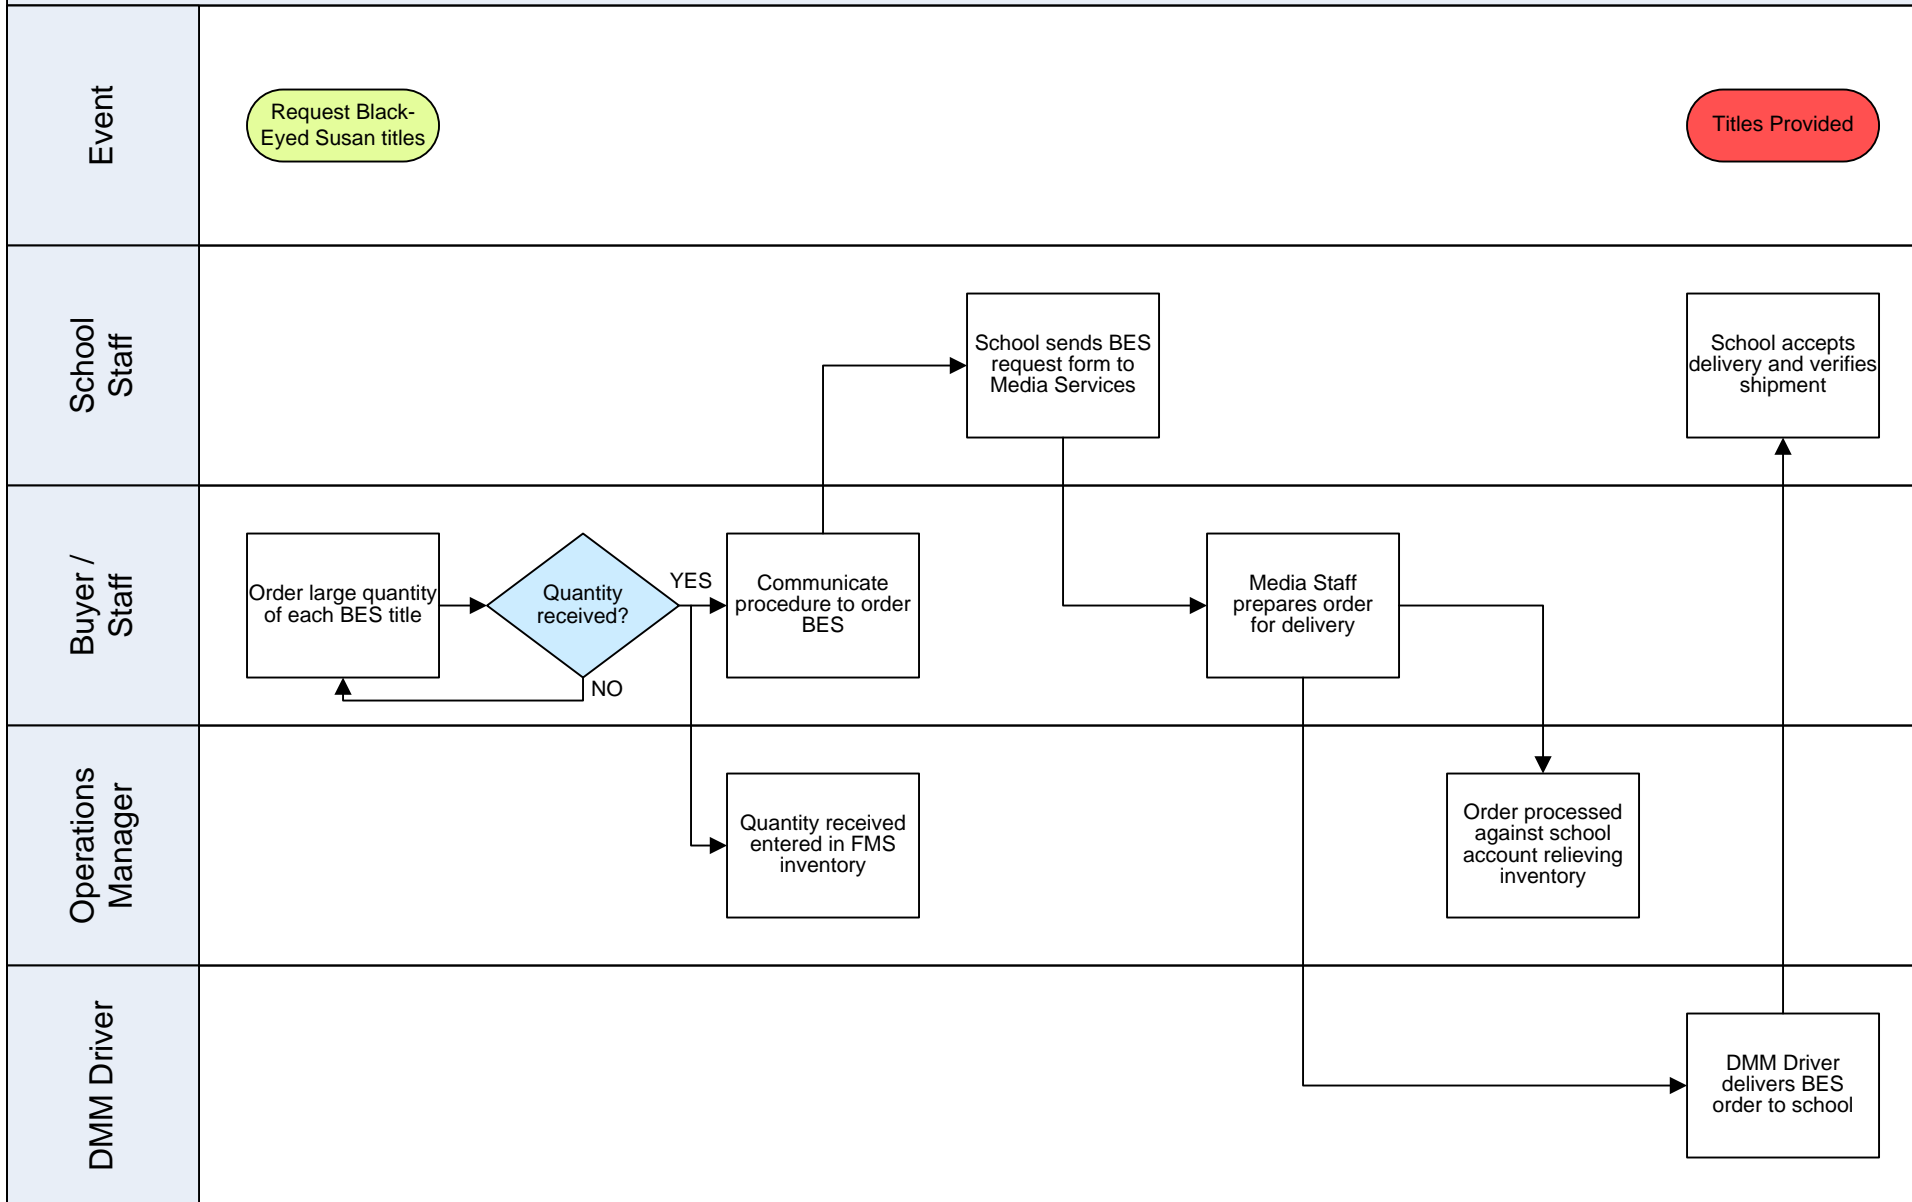 Event
Request Black-
Eyed Susan titles
Titles Provided
School
Staff
School sends BES
request form to
Media Services
School accepts
delivery and verifies
shipment
Buyer /
Staff
Order large quantity
of each BES title
Quantity
received?
YES
NO
Communicate
procedure to order
BES
Media Staff
prepares order
for delivery
Operations
Manager
Quantity received
entered in FMS
inventory
Order processed
against school
account relieving
inventory
DMM Driver
DMM Driver
delivers BES
order to school